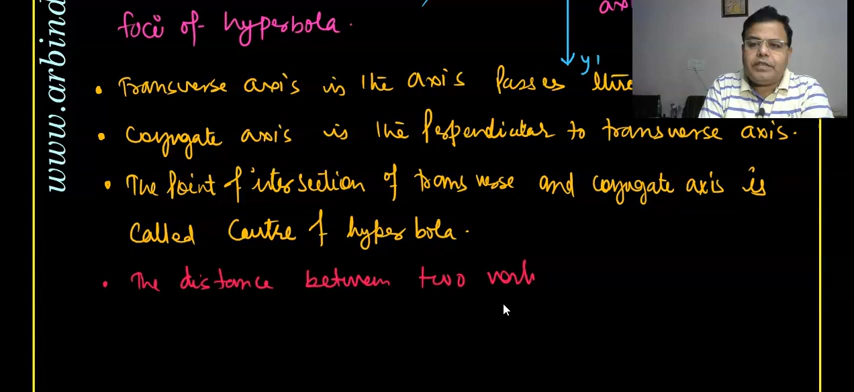 foci of hyperbola.
axis
y'
www.arbind
• Transverse axis is the axis passes thro
• Conjugate axis is the perpendicular to transverse axis.
• The point of intersection of transverse and conjugate axis is
called centre of hyperbola.
• The distance between two